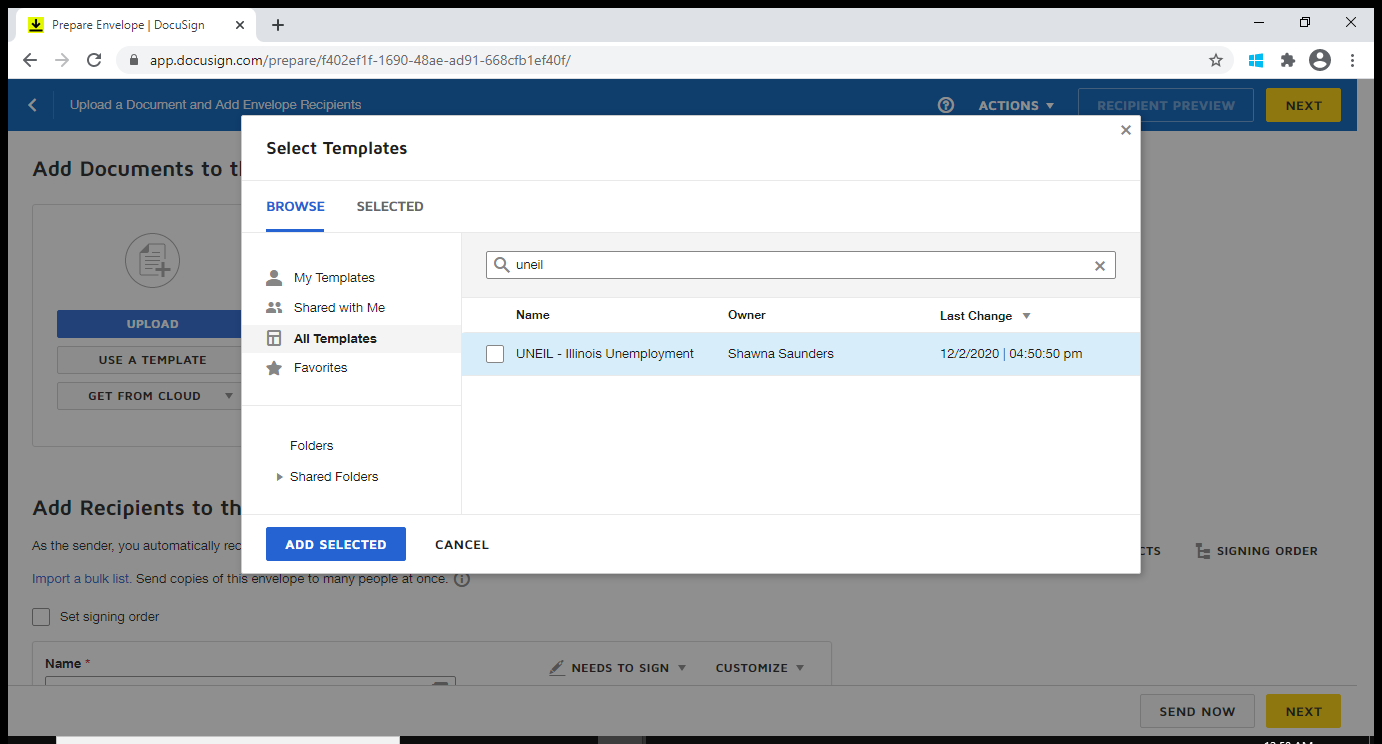 Prepare Envelope | DocuSign
app.docusign.com/prepare/f402ef1f-1690-48ae-ad91-668cfb1ef40f/
Upload a Document and Add Envelope Recipients
ACTIONS
RECIPIENT PREVIEW
NEXT
Add Documents to th
UPLOAD
USE A TEMPLATE
GET FROM CLOUD
Select Templates
BROWSE
SELECTED
My Templates
Shared with Me
All Templates
Favorites
Folders
Shared Folders
uneil
Name Owner Last Change
UNEIL - Illinois Unemployment Shawna Saunders 12/2/2020 | 04:50:50 pm
ADD SELECTED
CANCEL
Add Recipients to th
As the sender, you automatically rec
CTS
SIGNING ORDER
Import a bulk list. Send copies of this envelope to many people at once.
Set signing order
Name *
NEEDS TO SIGN
CUSTOMIZE
SEND NOW
NEXT